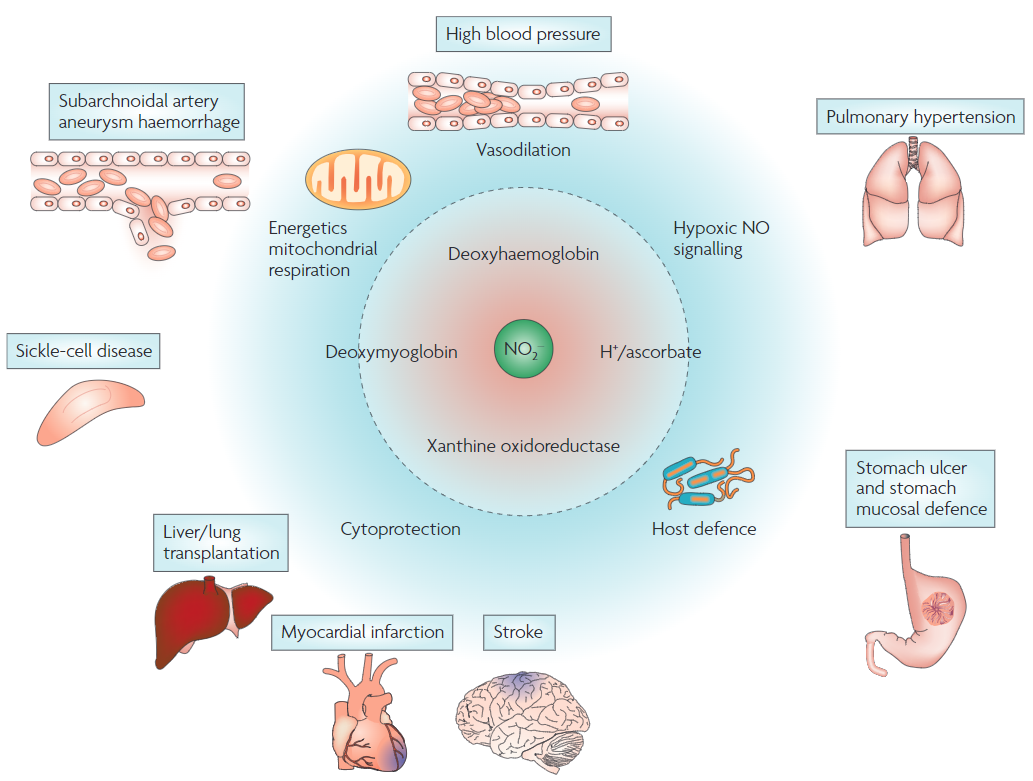 High blood pressure
Subarchnoidal artery
aneurysm haemorrhage
Pulmonary hypertension
Vasodilation
Energetics
mitochondrial
respiration
Hypoxic NO
signalling
Deoxyhaemoglobin
Sickle-cell disease
Deoxymyoglobin
NO₂⁻
H⁺/ascorbate
Xanthine oxidoreductase
Stomach ulcer
and stomach
mucosal defence
Cytoprotection
Host defence
Liver/lung
transplantation
Myocardial infarction
Stroke